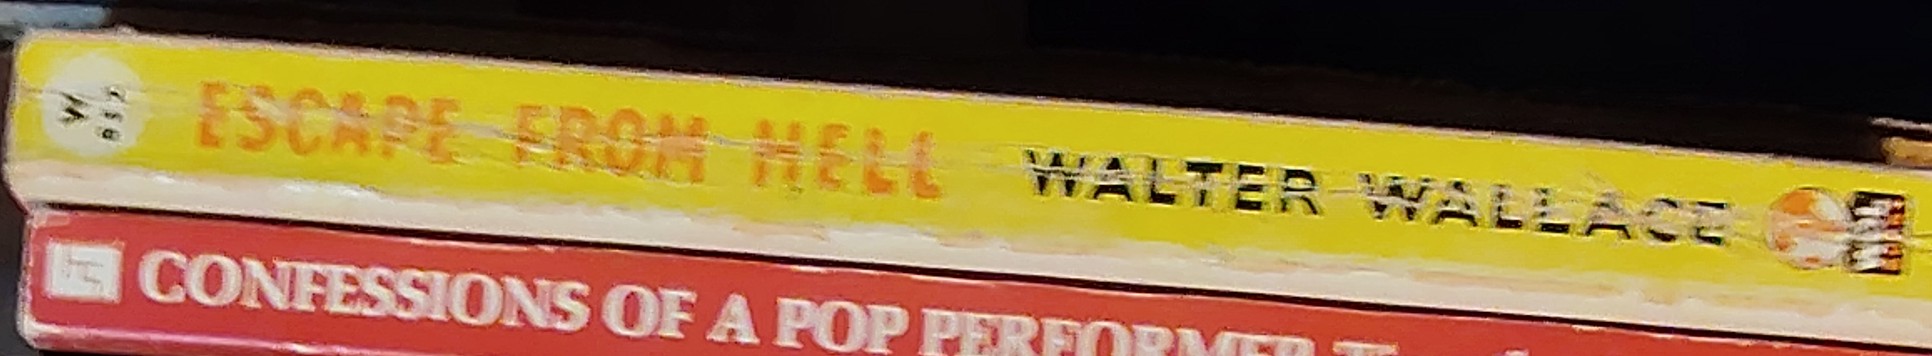 W
ESCAPE FROM HELL WALTER WALLACE
CONFESSIONS OF A POP PERFORMER